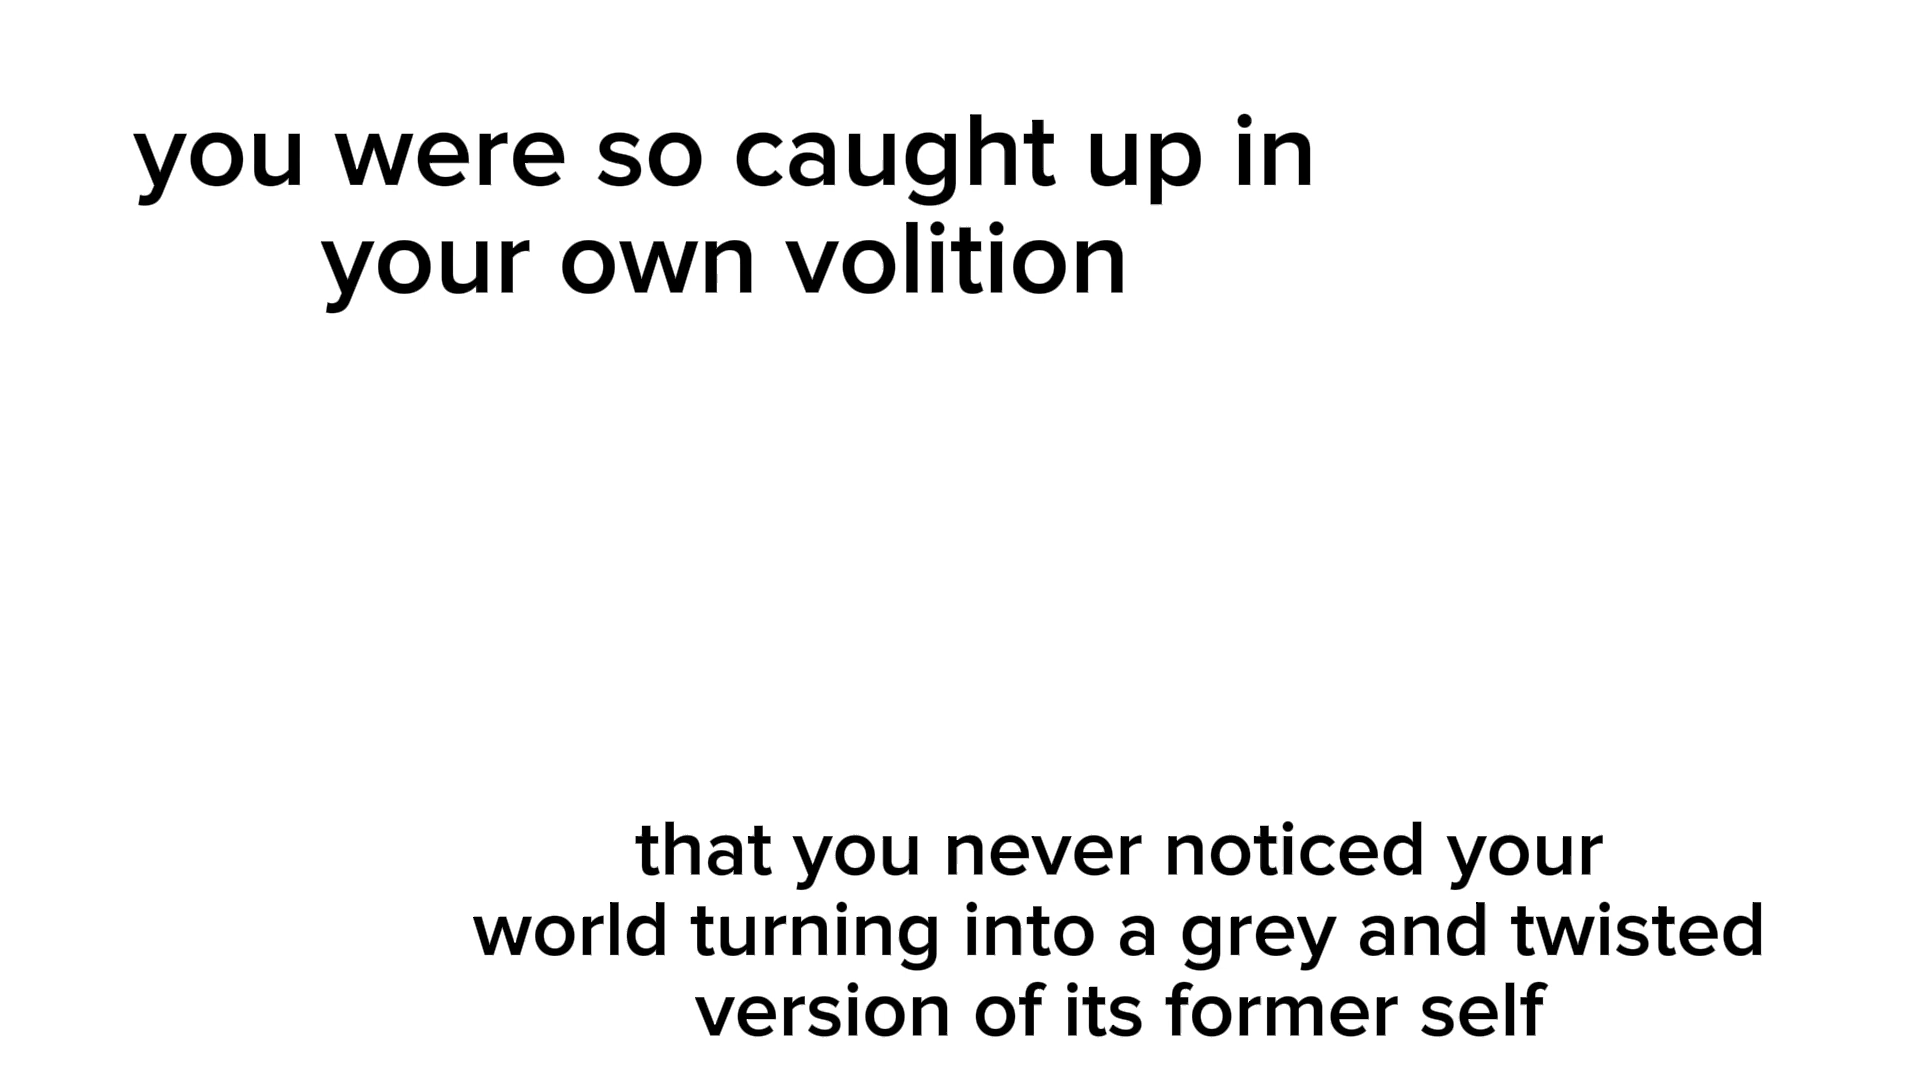 you were so caught up in
your own volition
that you never noticed your
world turning into a grey and twisted
version of its former self